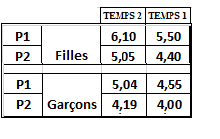 TEMPS 2 TEMPS 1
P1 6,10 5,50
P2 Filles 5,05 4,40
P1 5,04 4,55
P2 Garçons 4,19 4,00